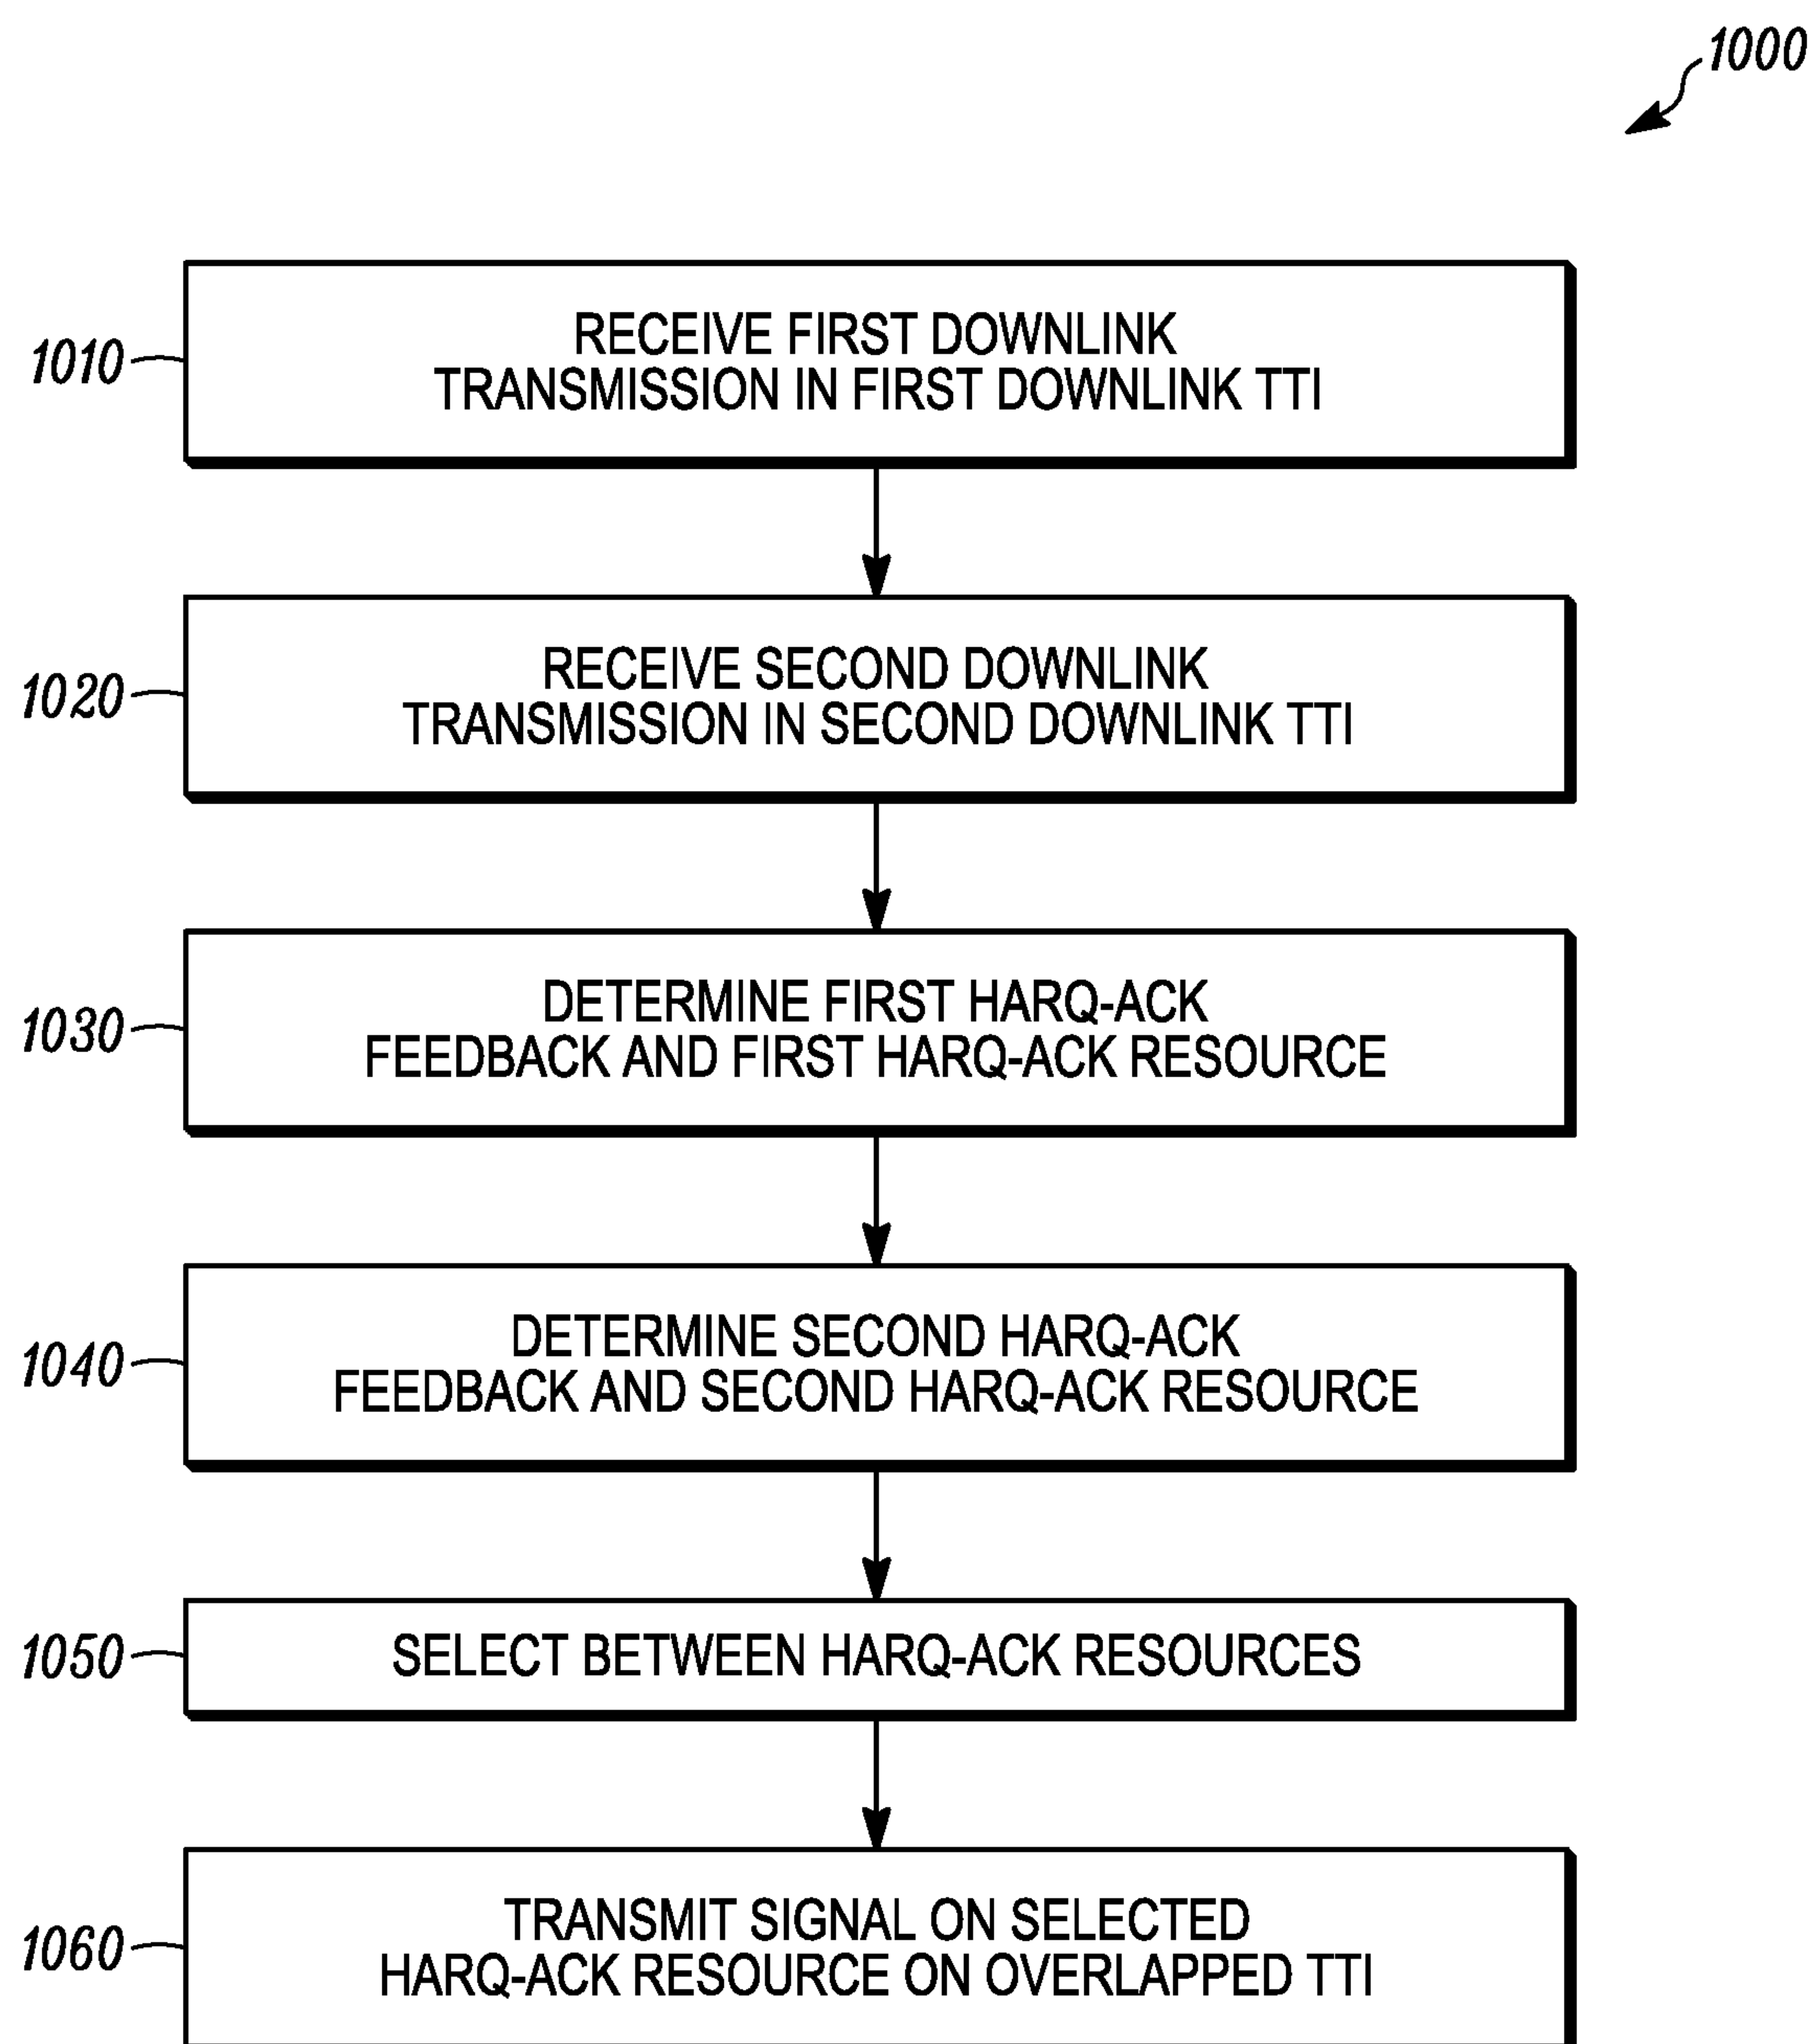 1000
1010
RECEIVE FIRST DOWNLINK
TRANSMISSION IN FIRST DOWNLINK TTI
1020
RECEIVE SECOND DOWNLINK
TRANSMISSION IN SECOND DOWNLINK TTI
1030
DETERMINE FIRST HARQ-ACK
FEEDBACK AND FIRST HARQ-ACK RESOURCE
1040
DETERMINE SECOND HARQ-ACK
FEEDBACK AND SECOND HARQ-ACK RESOURCE
1050
SELECT BETWEEN HARQ-ACK RESOURCES
1060
TRANSMIT SIGNAL ON SELECTED
HARQ-ACK RESOURCE ON OVERLAPPED TTI